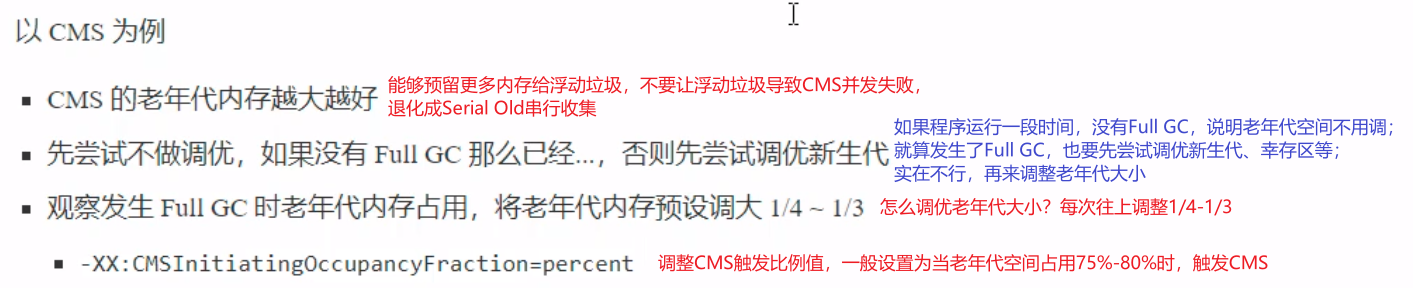 以 CMS 为例
CMS 的老年代内存越大越好
能够预留更多内存给浮动垃圾，不要让浮动垃圾导致CMS并发失败，
退化成Serial Old串行收集
先尝试不做调优，如果没有 Full GC 那么已经...，否则先尝试调优新生代
如果程序运行一段时间，没有Full GC，说明老年代空间不用调；
就算发生了Full GC，也要先尝试调优新生代、幸存区等；
实在不行，再来调整老年代大小
观察发生 Full GC 时老年代内存占用，将老年代内存预设调大 1/4 ~ 1/3
怎么调优老年代大小？每次往上调整1/4-1/3
-XX:CMSInitiatingOccupancyFraction=percent
调整CMS触发比例值，一般设置为当老年代空间占用75%-80%时，触发CMS